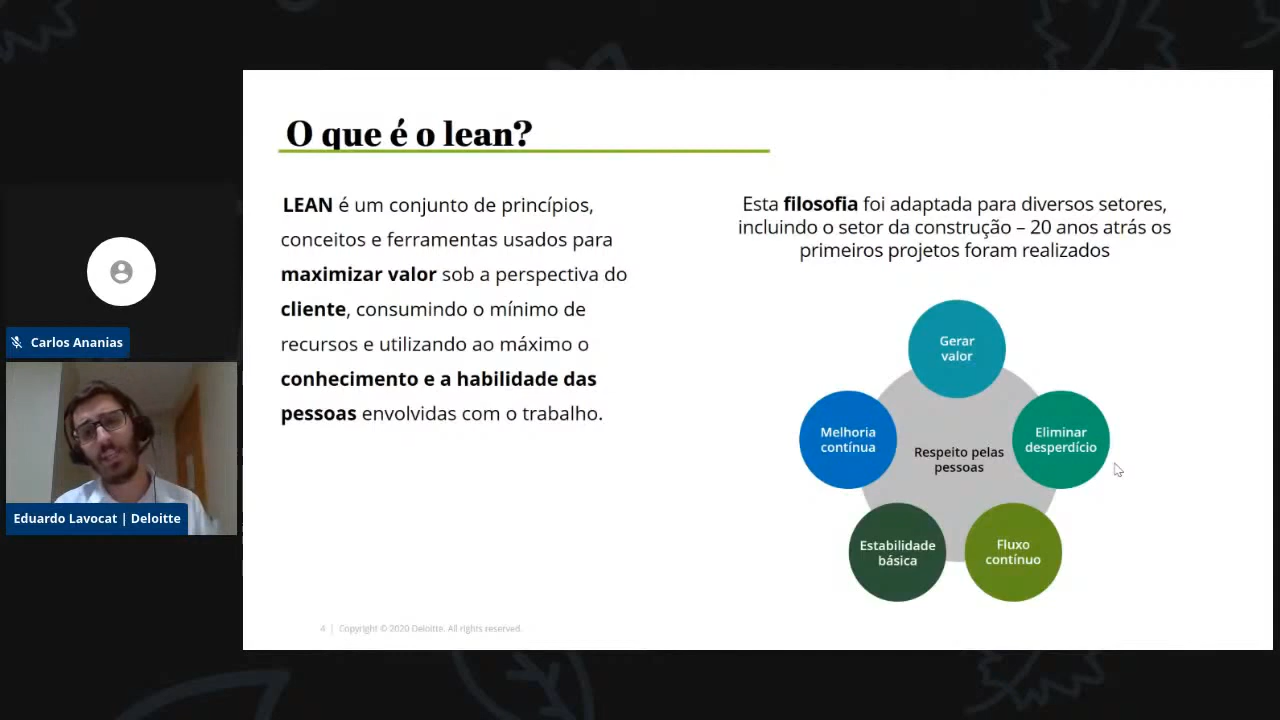 O que é o lean?
LEAN é um conjunto de princípios,
conceitos e ferramentas usados para
maximizar valor sob a perspectiva do
cliente, consumindo o mínimo de
recursos e utilizando ao máximo o
conhecimento e a habilidade das
pessoas envolvidas com o trabalho.
Esta filosofia foi adaptada para diversos setores,
incluindo o setor da construção – 20 anos atrás os
primeiros projetos foram realizados
Gerar
valor
Melhoria
contínua
Eliminar
desperdício
Respeito pelas
pessoas
Estabilidade
básica
Fluxo
contínuo
4 | Copyright © 2020 Deloitte. All rights reserved.
Carlos Ananias
Eduardo Lavocat | Deloitte